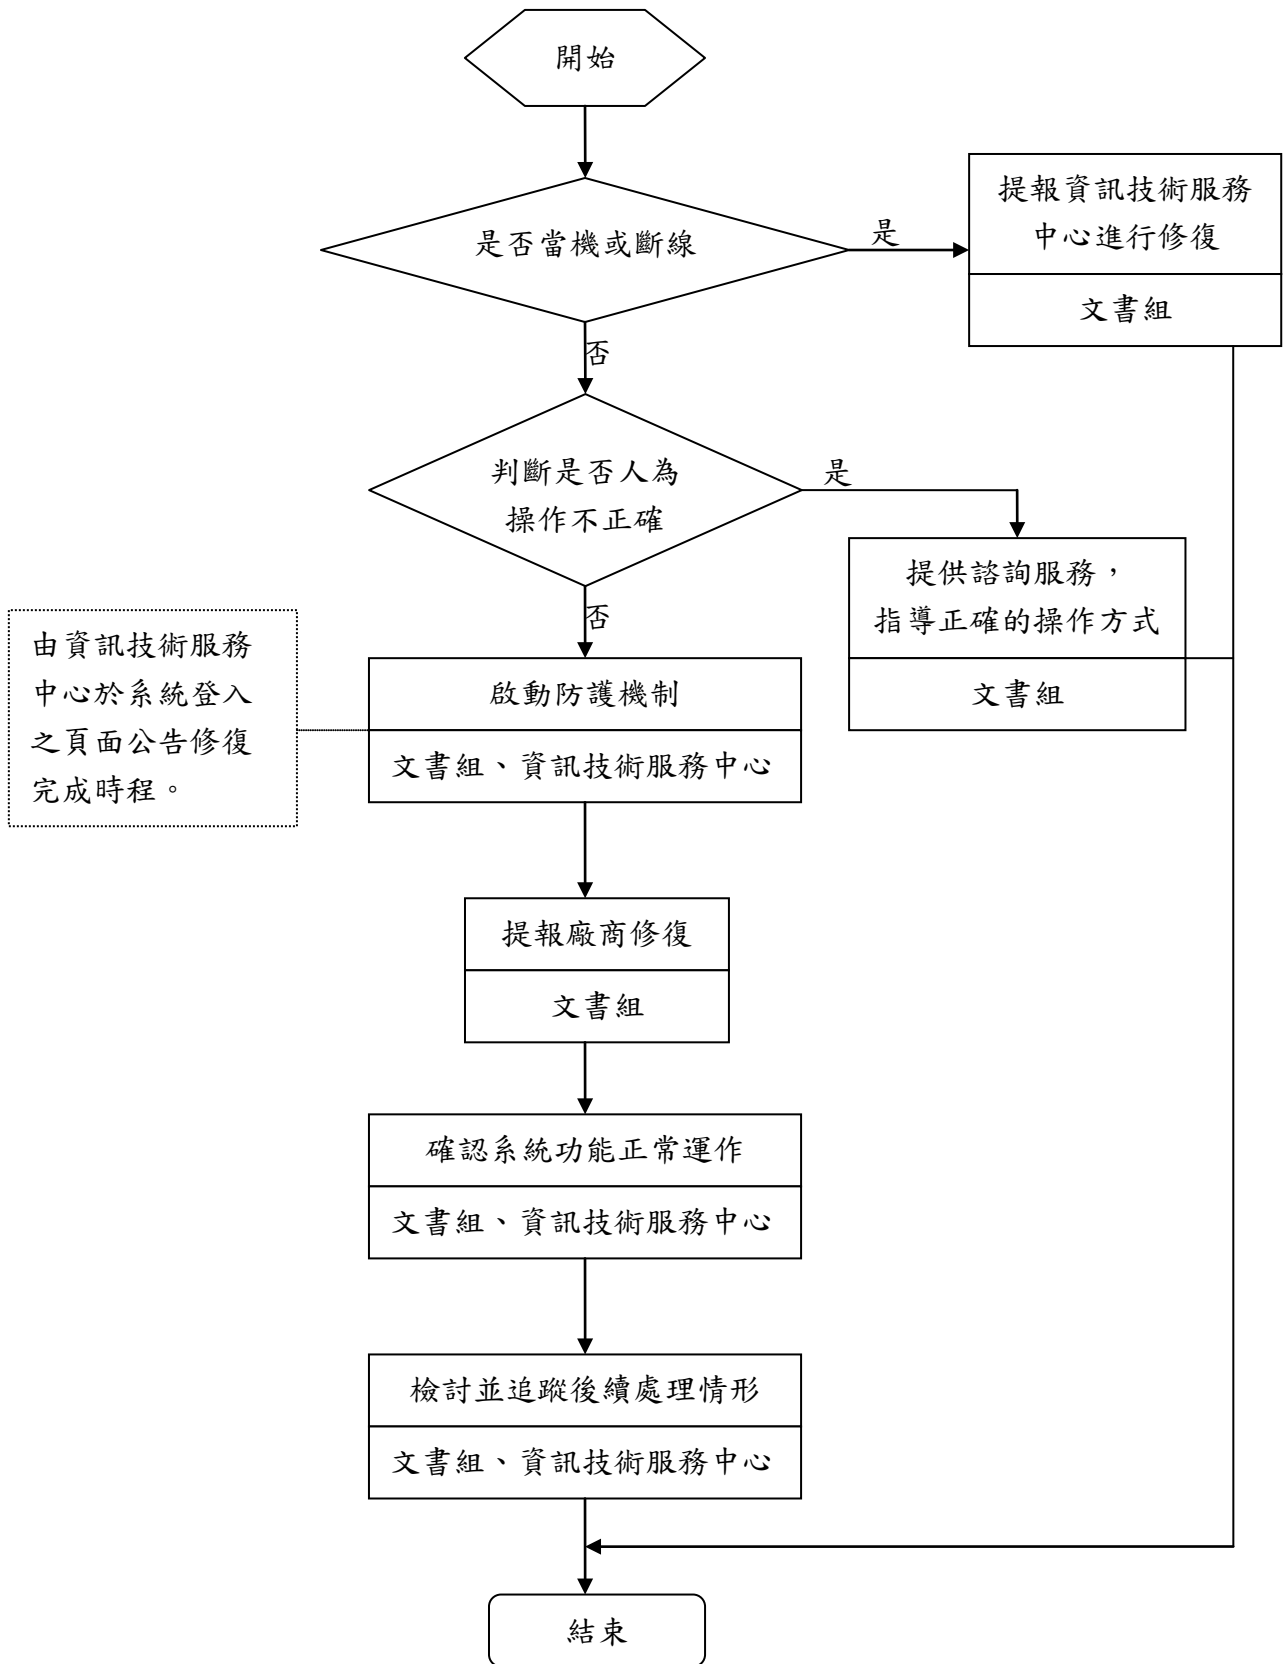 開始
是否當機或斷線
是
提報資訊技術服務
中心進行修復
文書組
否
判斷是否人為
操作不正確
是
提供諮詢服務，
指導正確的操作方式
文書組
否
由資訊技術服務
中心於系統登入
之頁面公告修復
完成時程。
啟動防護機制
文書組、資訊技術服務中心
提報廠商修復
文書組
確認系統功能正常運作
文書組、資訊技術服務中心
檢討並追蹤後續處理情形
文書組、資訊技術服務中心
結束